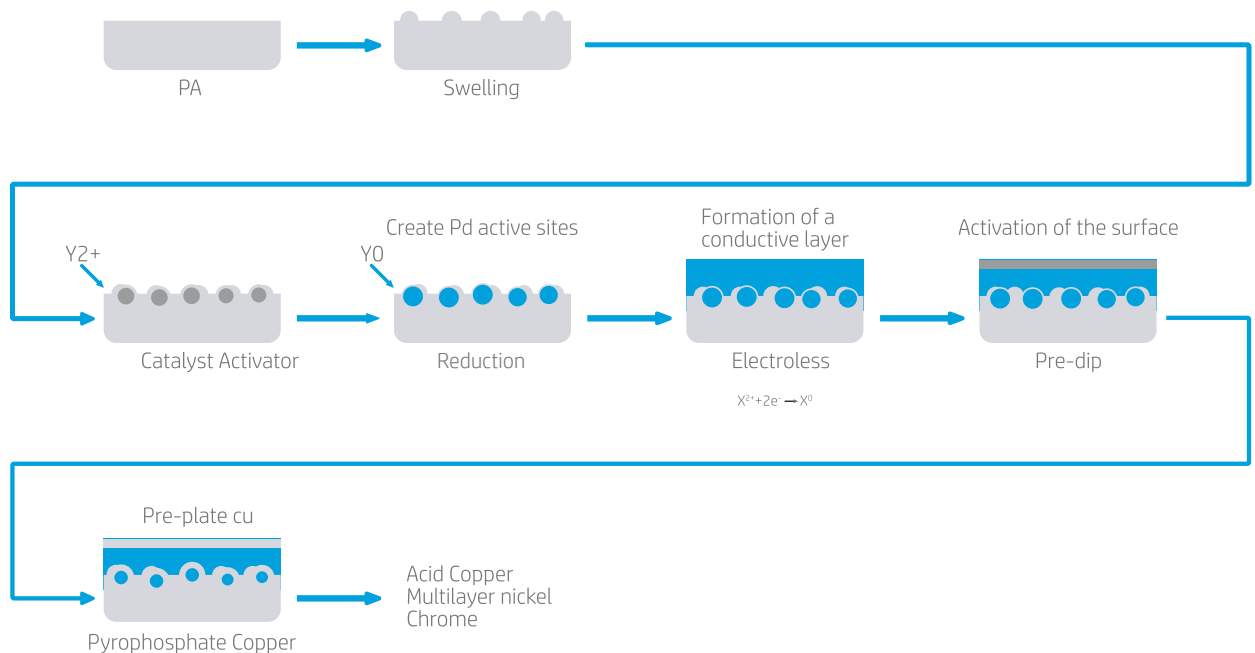 PA
Swelling
Y2+
Catalyst Activator
Create Pd active sites
Y0
Reduction
Formation of a
conductive layer
Electroless
X²⁺+2e⁻ → X⁰
Activation of the surface
Pre-dip
Pre-plate cu
Pyrophosphate Copper
Acid Copper
Multilayer nickel
Chrome